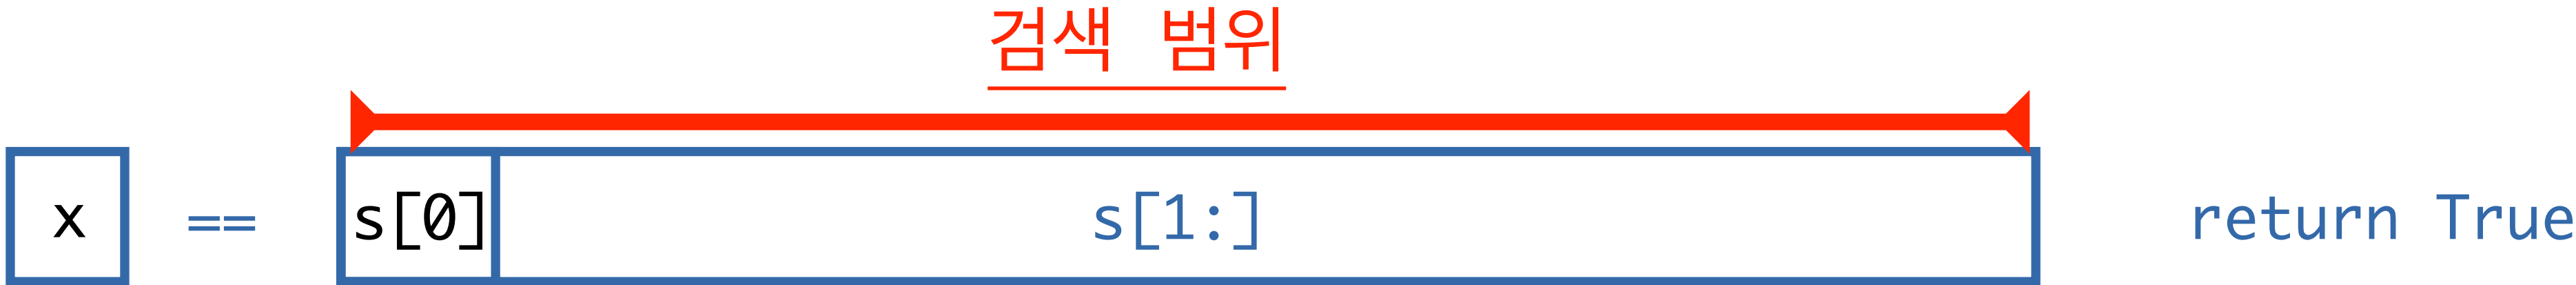 검색 범위
x == s[0] s[1:] return True